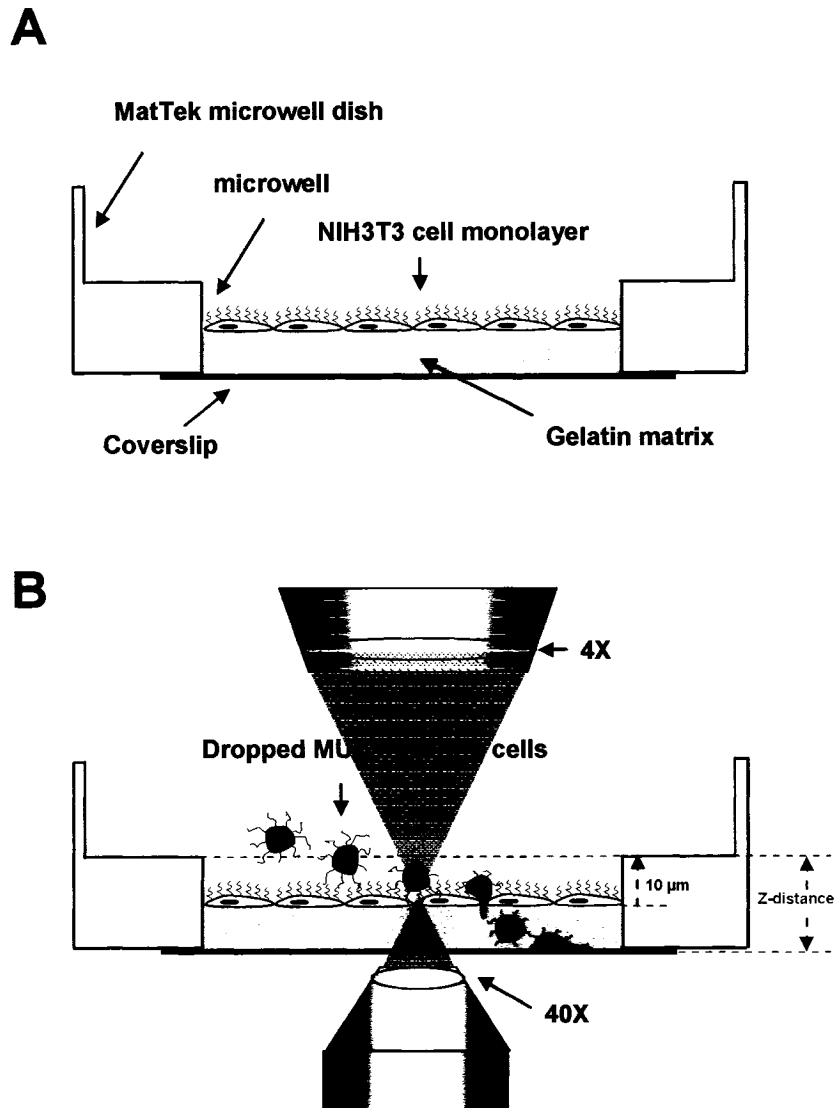 A
MatTek microwell dish
microwell
NIH3T3 cell monolayer
Coverslip
Gelatin matrix
B
4X
Dropped cells
10 µm
Z-distance
40X